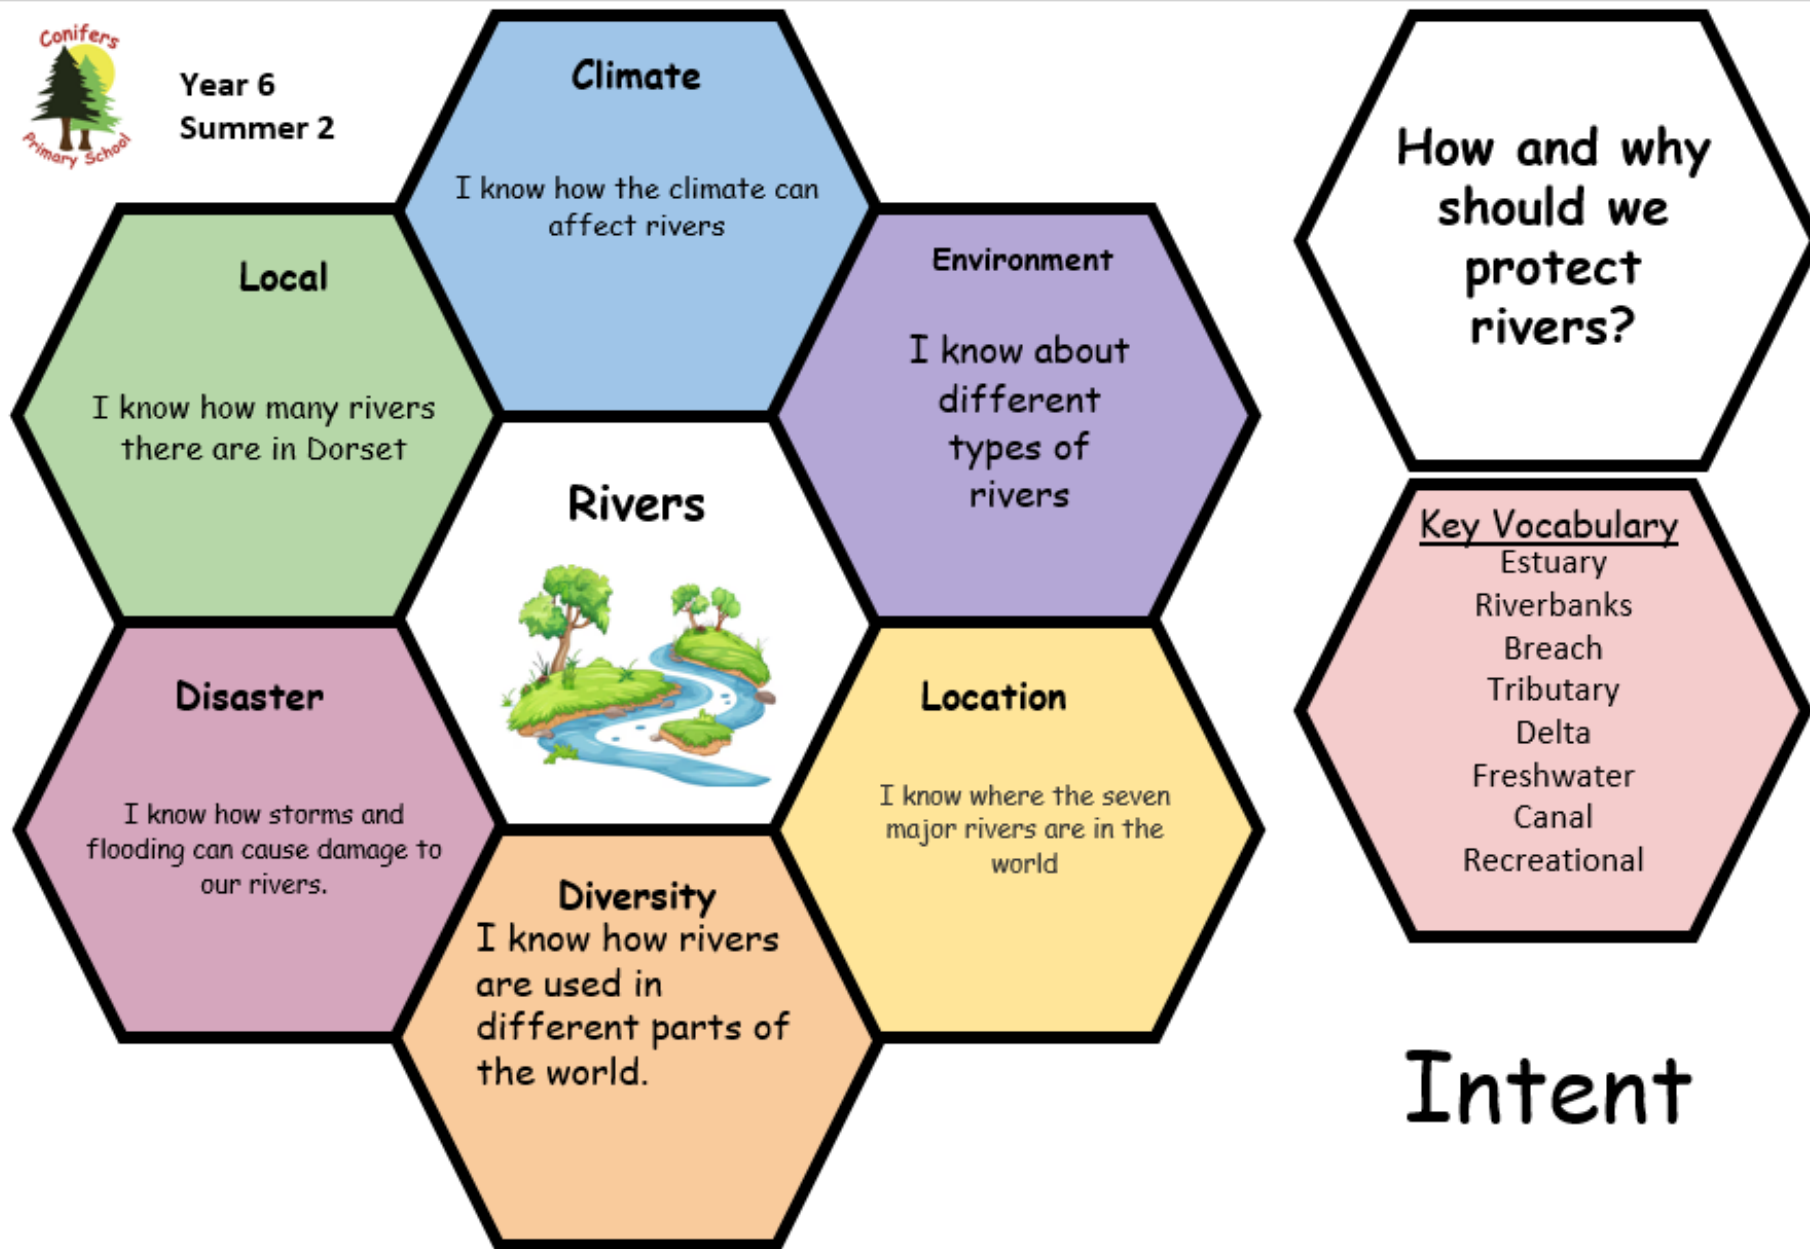 Conifers
Primary School
Year 6
Summer 2
Climate
I know how the climate can
affect rivers
Local
I know how many rivers
there are in Dorset
Environment
I know about
different
types of
rivers
Rivers
Disaster
I know how storms and
flooding can cause damage to
our rivers.
Location
I know where the seven
major rivers are in the
world
Diversity
I know how rivers
are used in
different parts of
the world.
How and why
should we
protect
rivers?
Key Vocabulary
Estuary
Riverbanks
Breach
Tributary
Delta
Freshwater
Canal
Recreational
Intent